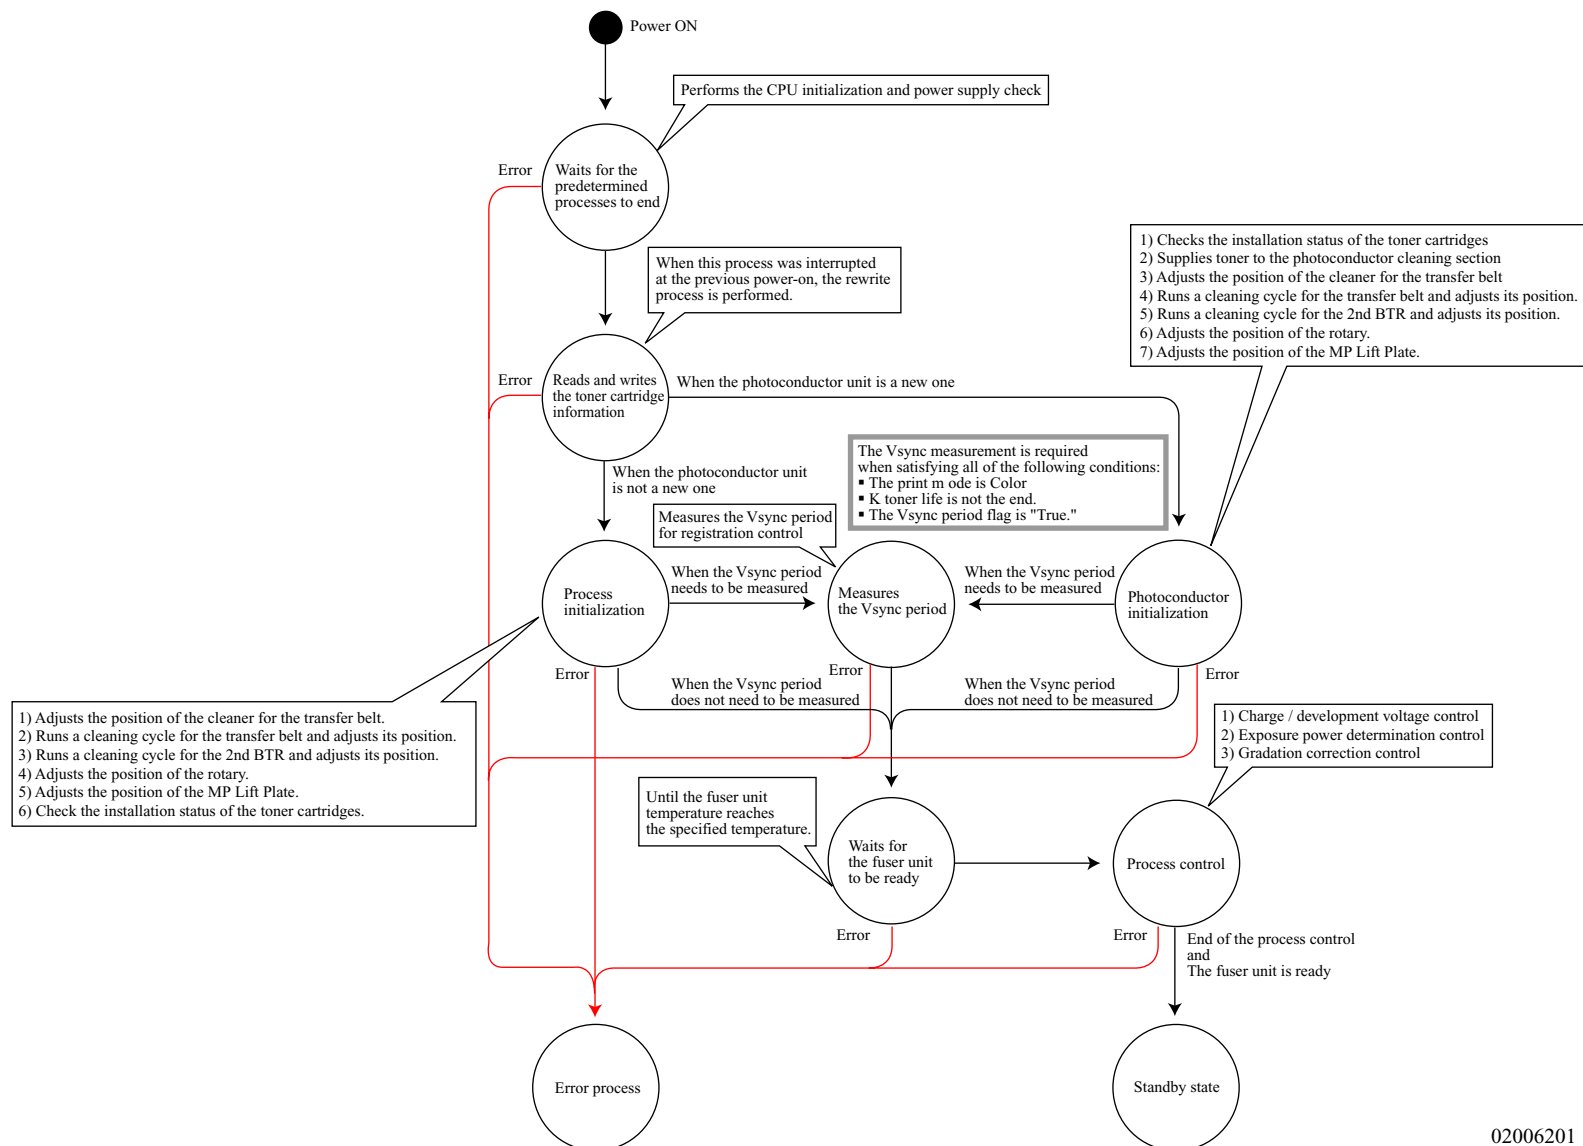 Power ON
Performs the CPU initialization and power supply check
Error
Waits for the
predetermined
processes to end
When this process was interrupted
at the previous power-on, the rewrite
process is performed.
1) Checks the installation status of the toner cartridges
2) Supplies toner to the photoconductor cleaning section
3) Adjusts the position of the cleaner for the transfer belt
4) Runs a cleaning cycle for the transfer belt and adjusts its position.
5) Runs a cleaning cycle for the 2nd BTR and adjusts its position.
6) Adjusts the position of the rotary.
7) Adjusts the position of the MP Lift Plate.
Error
Reads and writes
the toner cartridge
information
When the photoconductor unit is a new one
When the photoconductor unit
is not a new one
The Vsync measurement is required
when satisfying all of the following conditions:
▪ The print m ode is Color
▪ K toner life is not the end.
▪ The Vsync period flag is "True."
Measures the Vsync period
for registration control
Process
initialization
When the Vsync period
needs to be measured
Measures
the Vsync period
When the Vsync period
needs to be measured
Photoconductor
initialization
Error
Error
Error
When the Vsync period
does not need to be measured
When the Vsync period
does not need to be measured
1) Adjusts the position of the cleaner for the transfer belt.
2) Runs a cleaning cycle for the transfer belt and adjusts its position.
3) Runs a cleaning cycle for the 2nd BTR and adjusts its position.
4) Adjusts the position of the rotary.
5) Adjusts the position of the MP Lift Plate.
6) Check the installation status of the toner cartridges.
1) Charge / development voltage control
2) Exposure power determination control
3) Gradation correction control
Until the fuser unit
temperature reaches
the specified temperature.
Waits for
the fuser unit
to be ready
Process control
Error
Error
End of the process control
and
The fuser unit is ready
Error process
Standby state
02006201